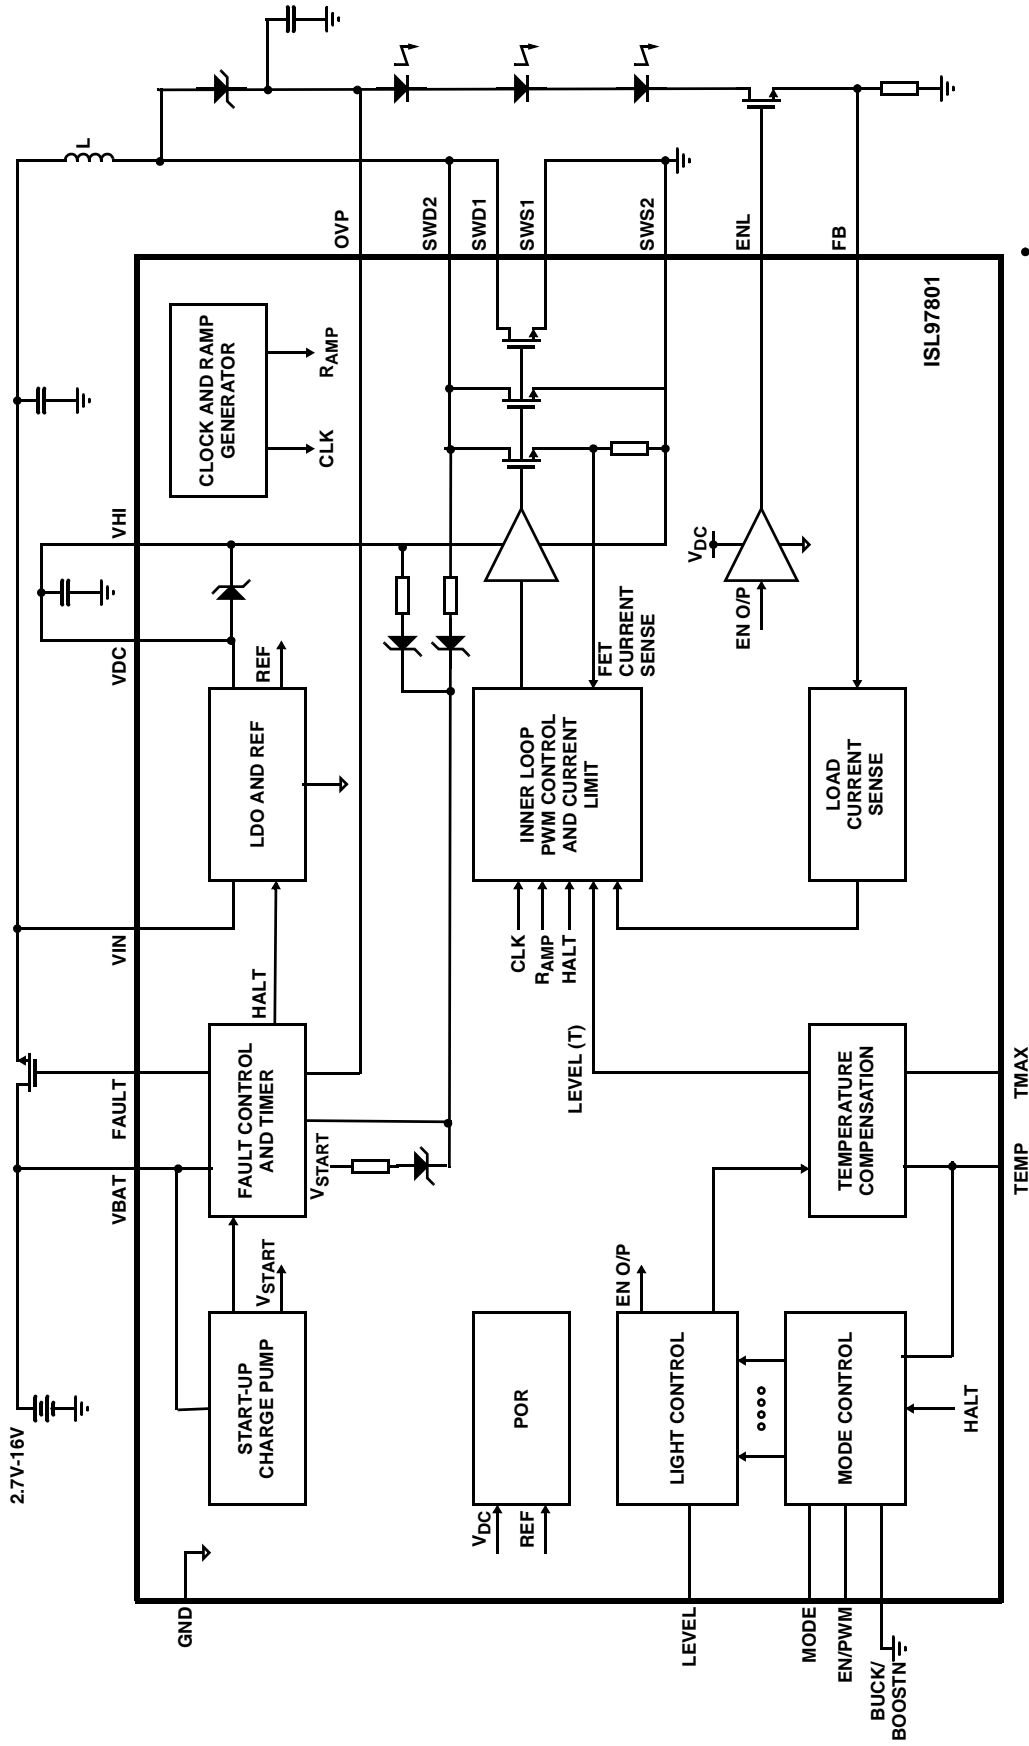 2.7V-16V
L
VBAT
FAULT
VIN
VDC
VHI
OVP
SWD2
SWD1
SWS1
SWS2
ENL
FB
GND
LEVEL
MODE
EN/PWM
BUCK/
BOOSTN
TEMP
TMAX
START-UP
CHARGE PUMP
VSTART
FAULT CONTROL
AND TIMER
HALT
VSTART
LDO AND REF
REF
CLOCK AND RAMP
GENERATOR
CLK
RAMP
POR
VDC
REF
INNER LOOP
PWM CONTROL
AND CURRENT
LIMIT
CLK
RAMP
HALT
LEVEL (T)
FET
CURRENT
SENSE
LIGHT CONTROL
EN O/P
MODE CONTROL
HALT
TEMPERATURE
COMPENSATION
LOAD
CURRENT
SENSE
EN O/P
VDC
ISL97801